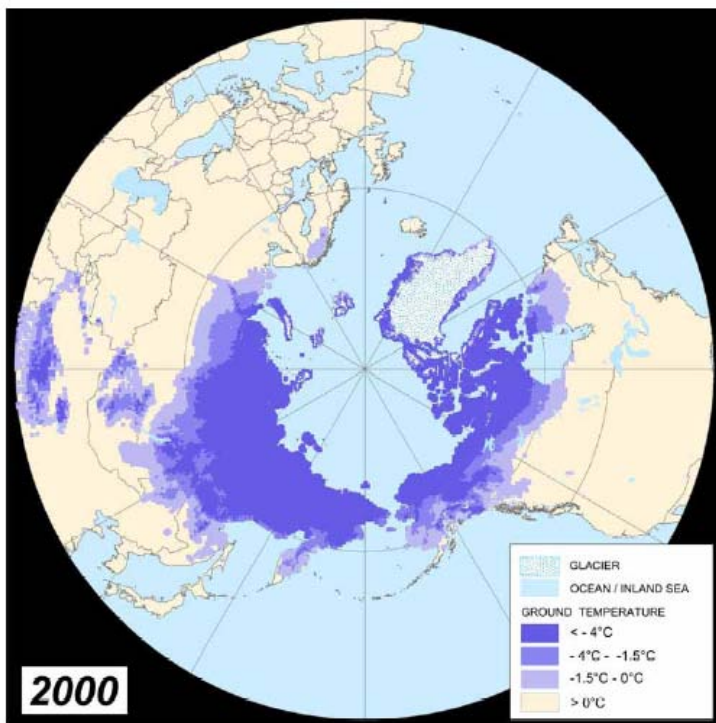 GLACIER
OCEAN / INLAND SEA
GROUND TEMPERATURE
< - 4°C
- 4°C - -1.5°C
-1.5°C - 0°C
> 0°C
2000